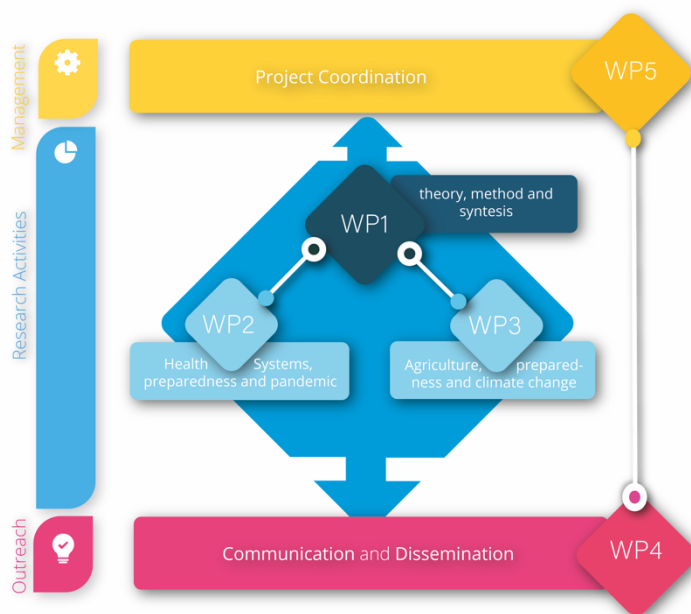 Management
Project Coordination
WP5
Research Activities
WP1
theory, method and
syntesis
WP2
Health Systems,
preparedness and pandemic
WP3
Agriculture, prepared-
ness and climate change
Outreach
Communication and Dissemination
WP4